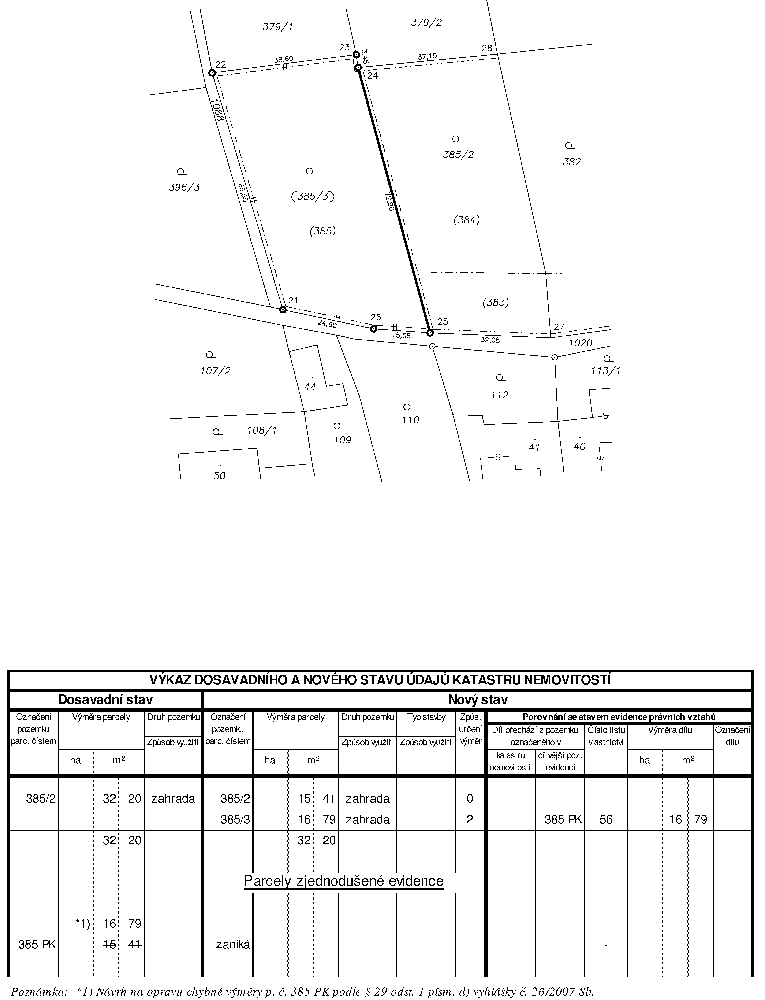 379/1
379/2
23
3,45
28
22
38,60
37,15
24
1088
385/2
382
396/3
65,55
385/3
72,90
(384)
(385)
21
(383)
26
25
27
24,60
15,05
32,08
1020
107/2
113/1
44
112
110
S
108/1
109
41
40
S
S
50
VÝKAZ DOSAVADNÍHO A NOVÉHO STAVU ÚDAJŮ KATASTRU NEMOVITOSTÍ
Dosavadní stav Nový stav
Označení Výměra parcely Druh pozemku Označení Výměra parcely Druh pozemku Typ stavby Způs. Porovnání se stavem evidence právních vztahů
pozemku pozemku určení Díl přechází z pozemku Číslo listu Výměra dílu Označení
parc. číslem Způsob využití parc. číslem Způsob využití Způsob využití výměr označeného v vlastnictví dílu
ha m² ha m² katastru dřívější poz. ha m²
nemovitostí evidenci
385/2 32 20 zahrada 385/2 15 41 zahrada 0
385/3 16 79 zahrada 2 385 PK 56 16 79
32 20 32 20
Parcely zjednodušené evidence
*1) 16 79
385 PK 15 41 zaniká -
Poznámka: *1) Návrh na opravu chybné výměry p. č. 385 PK podle § 29 odst. 1 písm. d) vyhlášky č. 26/2007 Sb.